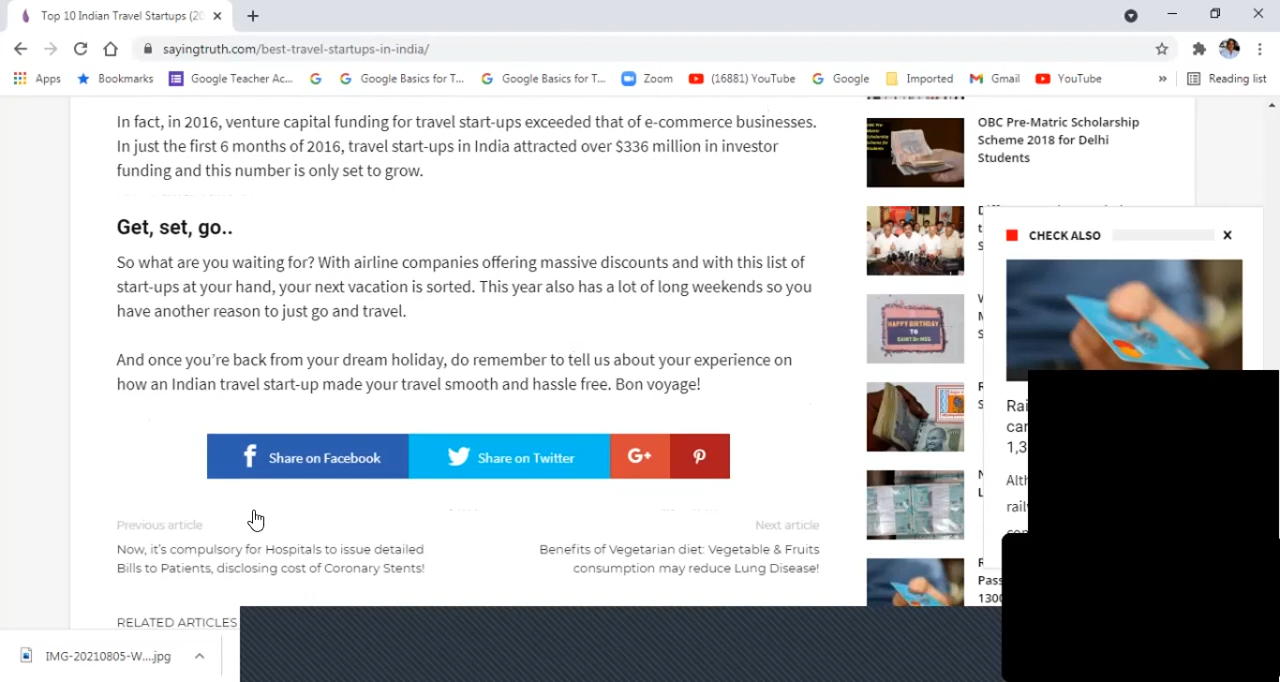 Top 10 Indian Travel Startups (20
sayingtruth.com/best-travel-startups-in-india/
Apps
Bookmarks
Google Teacher Ac...
Google Basics for T...
Google Basics for T...
Zoom
(16881) YouTube
Google
Imported
Gmail
YouTube
»
Reading list
In fact, in 2016, venture capital funding for travel start-ups exceeded that of e-commerce businesses.
In just the first 6 months of 2016, travel start-ups in India attracted over $336 million in investor
funding and this number is only set to grow.
Get, set, go..
So what are you waiting for? With airline companies offering massive discounts and with this list of
start-ups at your hand, your next vacation is sorted. This year also has a lot of long weekends so you
have another reason to just go and travel.
And once you’re back from your dream holiday, do remember to tell us about your experience on
how an Indian travel start-up made your travel smooth and hassle free. Bon voyage!
Share on Facebook
Share on Twitter
G+
Previous article
Now, it’s compulsory for Hospitals to issue detailed
Bills to Patients, disclosing cost of Coronary Stents!
Next article
Benefits of Vegetarian diet: Vegetable & Fruits
consumption may reduce Lung Disease!
RELATED ARTICLES
OBC Pre-Matric Scholarship
Scheme 2018 for Delhi
Students
HAPPY BIRTHDAY
TO
SAINT Dr MSG
CHECK ALSO
IMG-20210805-W....jpg